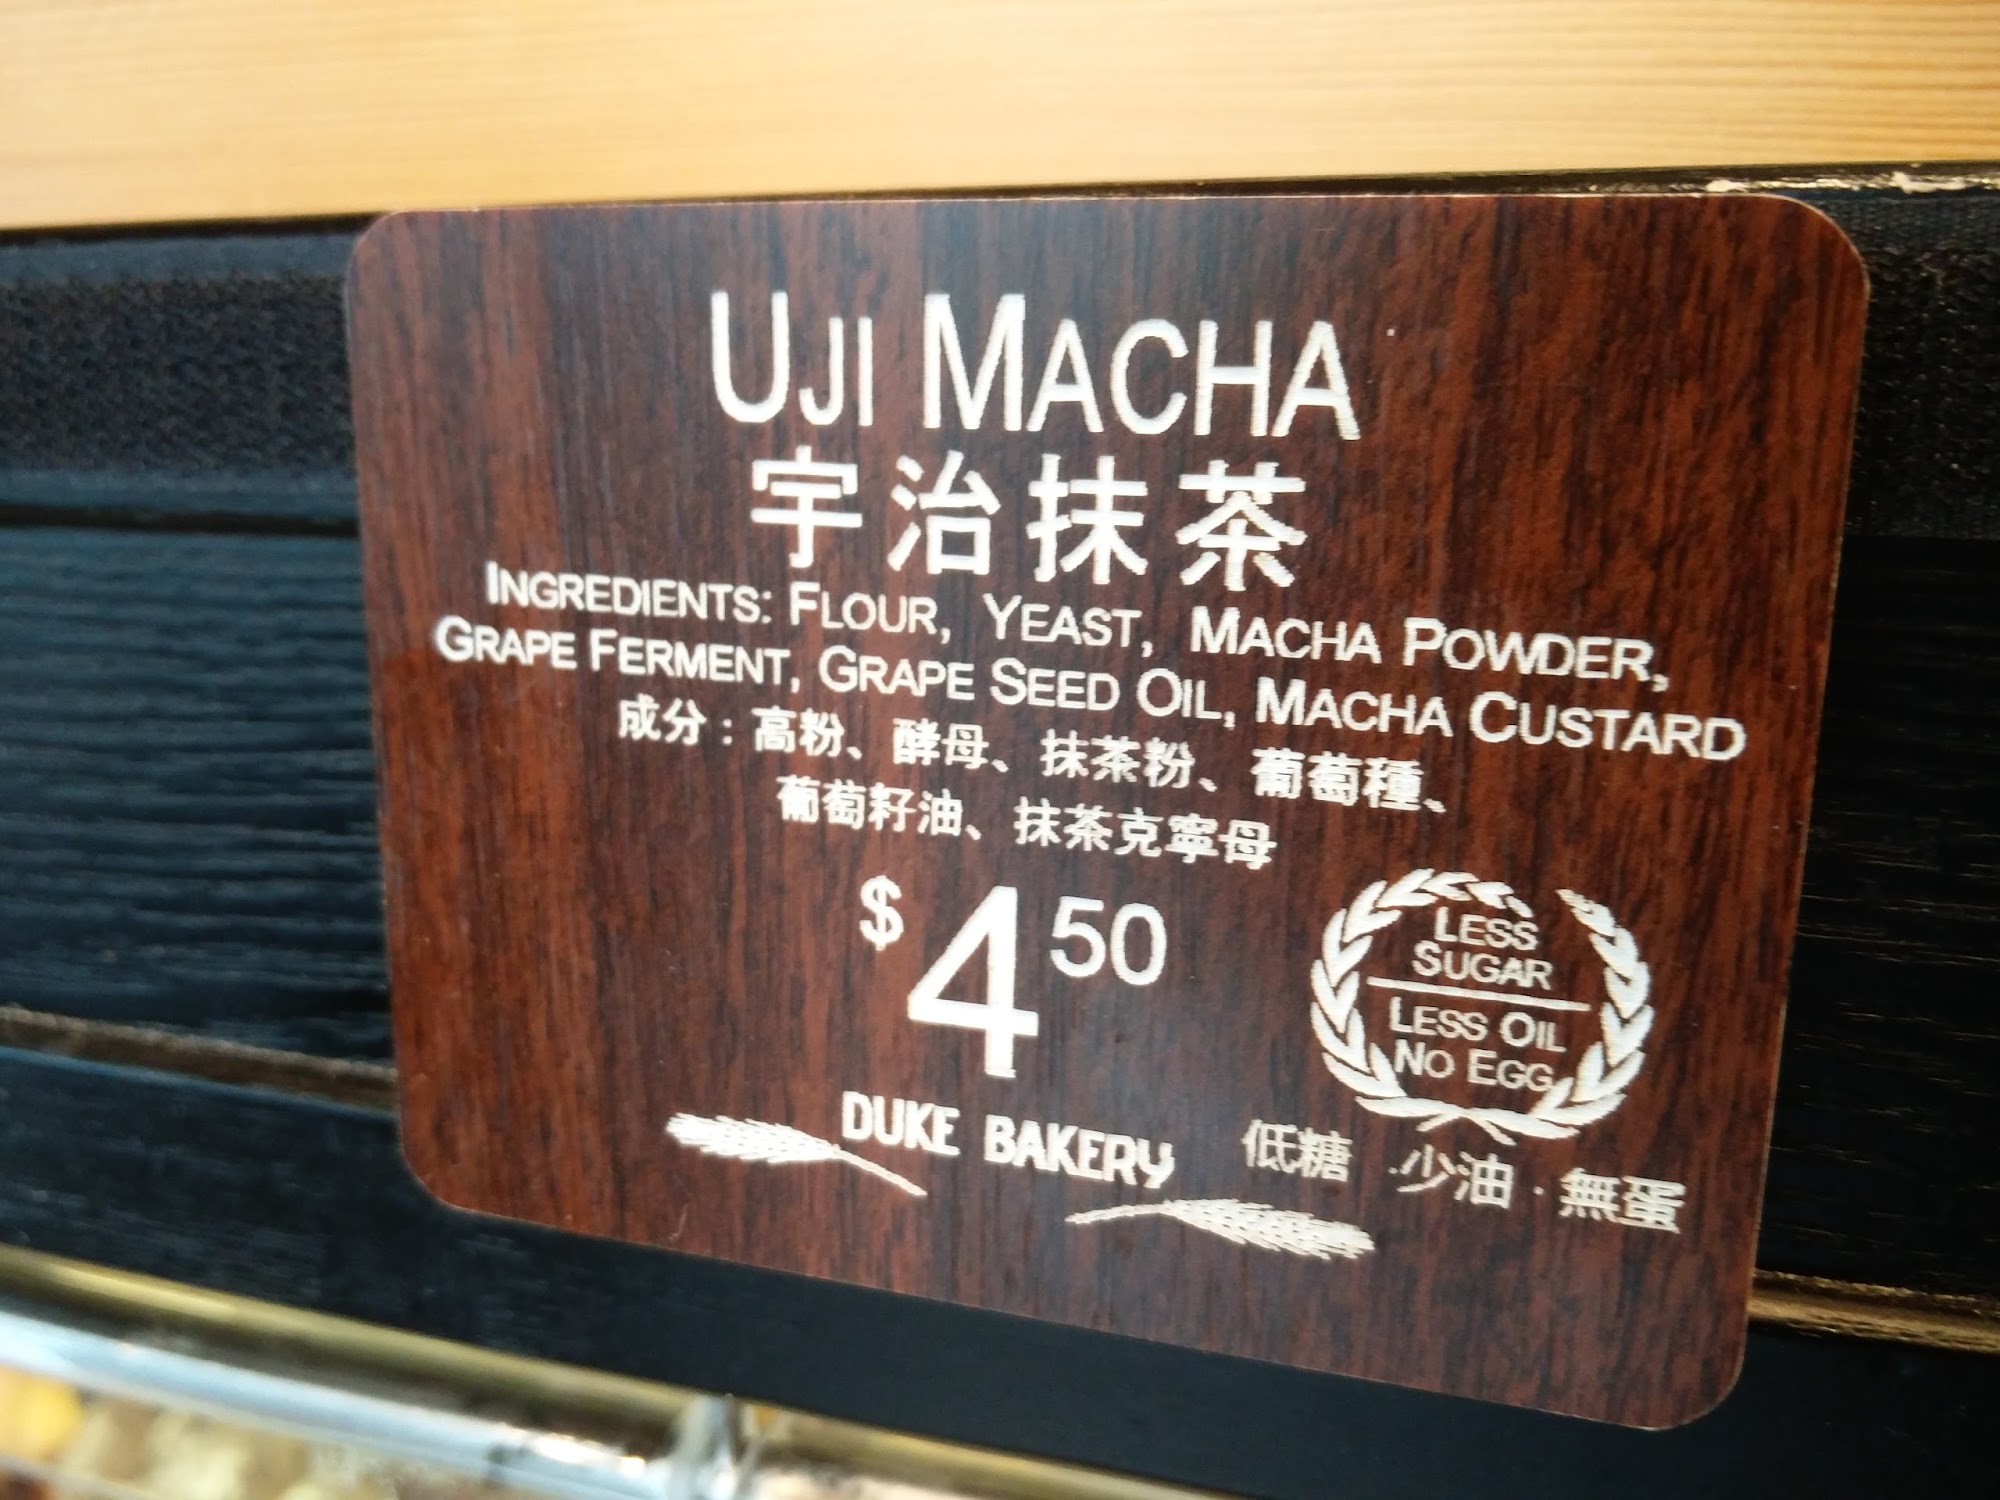 UJI MACHA
宇治抹茶
INGREDIENTS: FLOUR, YEAST, MACHA POWDER,
GRAPE FERMENT, GRAPE SEED OIL, MACHA CUSTARD
成分：高粉、酵母、抹茶粉、葡萄種、
葡萄籽油、抹茶克寧母
$4.50
LESS
SUGAR
LESS OIL
NO EGG
DUKE BAKERY
低糖·少油·無蛋